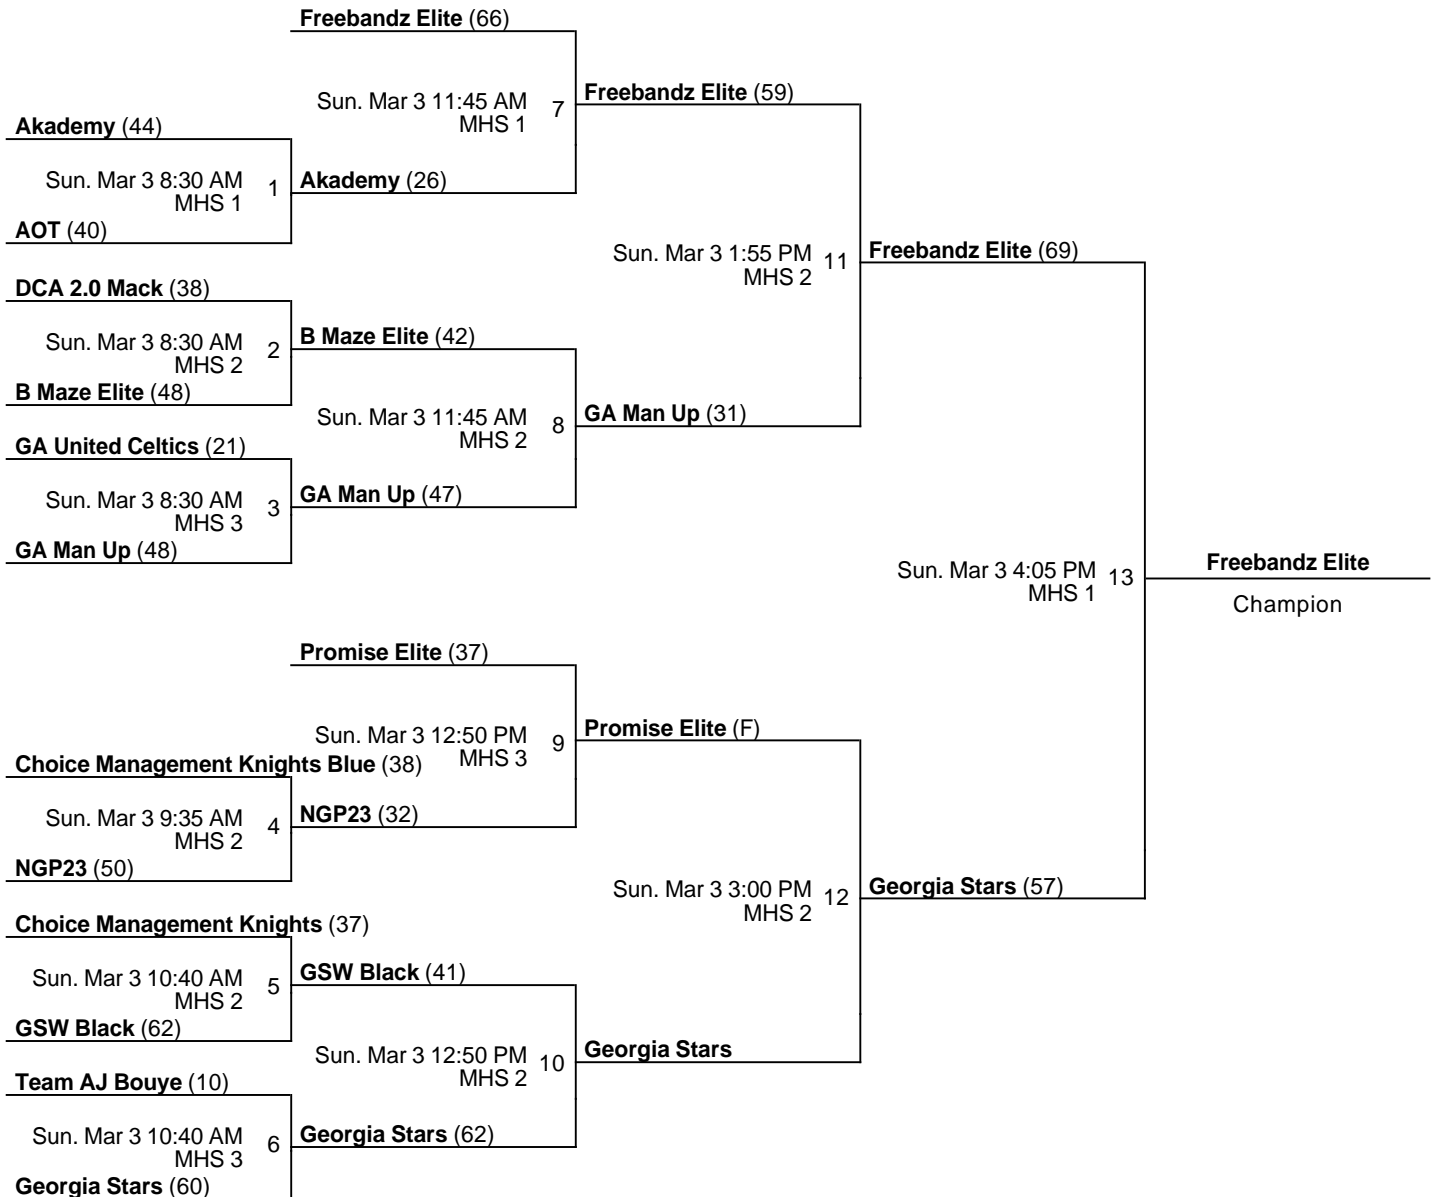 Freebandz Elite (66)
Sun. Mar 3 11:45 AM 7
MHS 1
Freebandz Elite (59)
Akademy (44)
Sun. Mar 3 8:30 AM 1
MHS 1
Akademy (26)
AOT (40)
Sun. Mar 3 1:55 PM 11
MHS 2
Freebandz Elite (69)
DCA 2.0 Mack (38)
Sun. Mar 3 8:30 AM 2
MHS 2
B Maze Elite (42)
B Maze Elite (48)
Sun. Mar 3 11:45 AM 8
MHS 2
GA Man Up (31)
GA United Celtics (21)
Sun. Mar 3 8:30 AM 3
MHS 3
GA Man Up (47)
GA Man Up (48)
Sun. Mar 3 4:05 PM 13
MHS 1
Freebandz Elite
Champion
Promise Elite (37)
Sun. Mar 3 12:50 PM 9
MHS 3
Promise Elite (F)
Choice Management Knights Blue (38)
Sun. Mar 3 9:35 AM 4
MHS 2
NGP23 (32)
NGP23 (50)
Sun. Mar 3 3:00 PM 12
MHS 2
Georgia Stars (57)
Choice Management Knights (37)
Sun. Mar 3 10:40 AM 5
MHS 2
GSW Black (41)
GSW Black (62)
Sun. Mar 3 12:50 PM 10
MHS 2
Georgia Stars
Team AJ Bouye (10)
Sun. Mar 3 10:40 AM 6
MHS 3
Georgia Stars (62)
Georgia Stars (60)